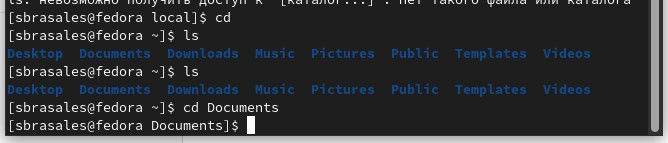 ls: невозможно получить доступ к '[каталог...]': Нет такого файла или каталога
[sbrasales@fedora local]$ cd
[sbrasales@fedora ~]$ ls
Desktop Documents Downloads Music Pictures Public Templates Videos
[sbrasales@fedora ~]$ ls
Desktop Documents Downloads Music Pictures Public Templates Videos
[sbrasales@fedora ~]$ cd Documents
[sbrasales@fedora Documents]$